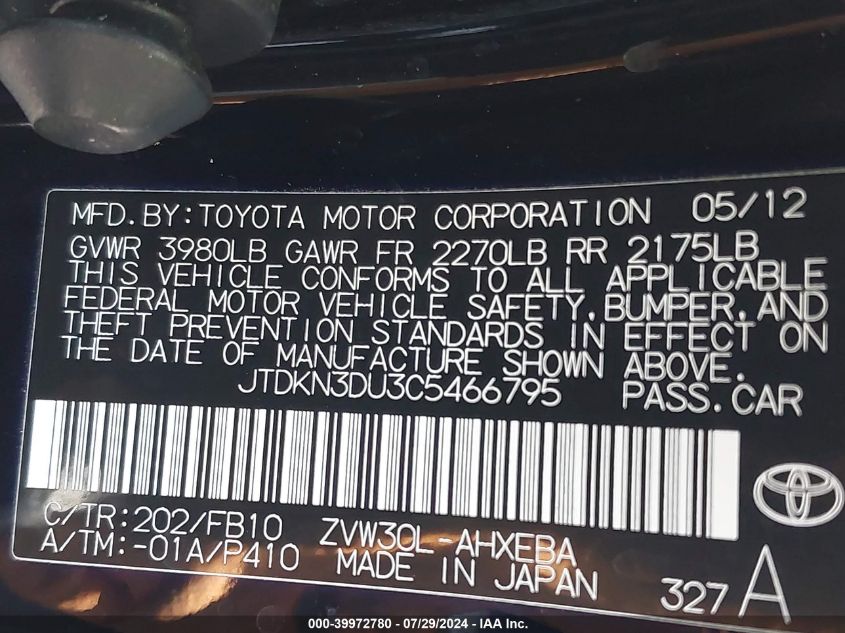 MFD. BY: TOYOTA MOTOR CORPORATION 05/12
GVWR 3980LB GAWR FR 2270LB RR 2175LB
THIS VEHICLE CONFORMS TO ALL APPLICABLE
FEDERAL MOTOR VEHICLE SAFETY, BUMPER, AND
THEFT PREVENTION STANDARDS IN EFFECT ON
THE DATE OF MANUFACTURE SHOWN ABOVE.
JTDKN3DU3C5466795 PASS. CAR
C/TR: 202/FB10 ZVW30L-AHXEBA
A/TM: -01A/P410 MADE IN JAPAN 327 A
000-39972780 - 07/29/2024 - IAA Inc.